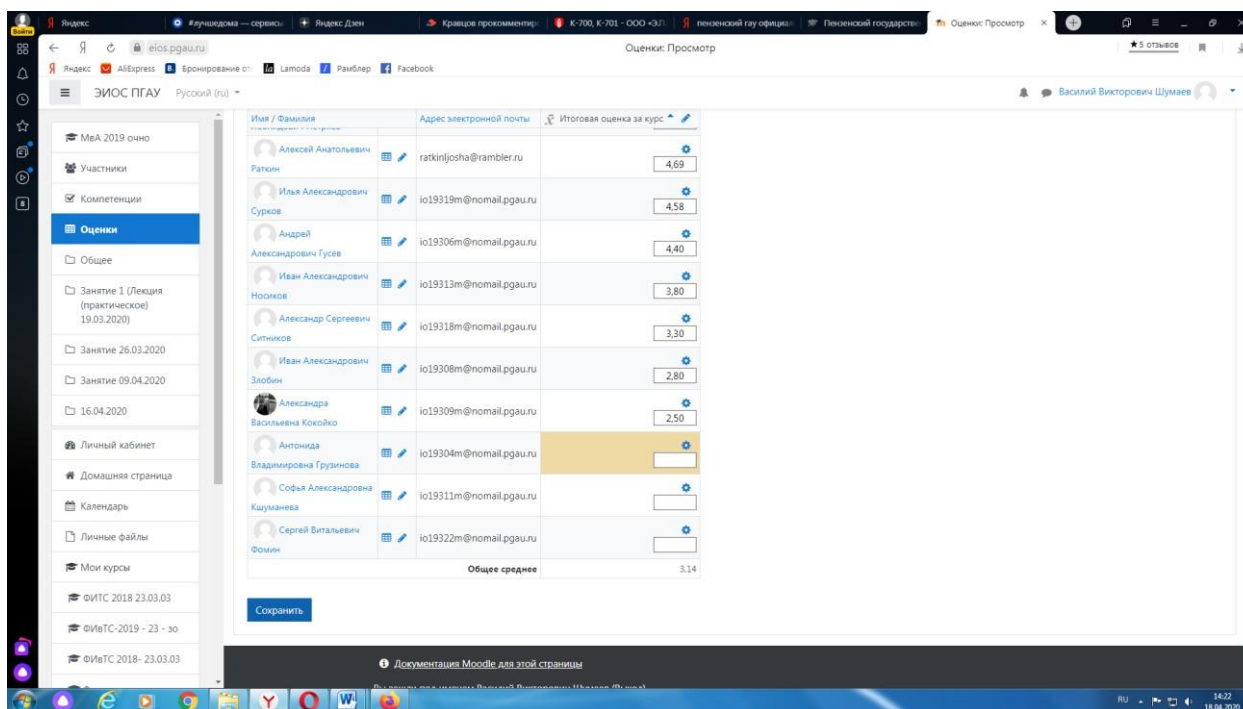 Яндекс
#лучшедома — сервисы
Яндекс Дзен
Кравцов прокомментир
К-700, К-701 - ООО «ЗЛ
пензенский гау официал
Пензенский государстве
Оценки: Просмотр
Войти
eios.pgau.ru
Оценки: Просмотр
★5 отзывов
Яндекс
AliExpress
Бронирование от
Lamoda
Рамблер
Facebook
ЭИОС ПГАУ
Русский (ru)
Василий Викторович Шумаев
МеА 2019 очно
Участники
Компетенции
Оценки
Общее
Занятие 1 (Лекция
(практическое)
19.03.2020)
Занятие 26.03.2020
Занятие 09.04.2020
16.04.2020
Личный кабинет
Домашняя страница
Календарь
Личные файлы
Мои курсы
ФИТС 2018 23.03.03
ФИвТС-2019 - 23 - зо
ФИвТС 2018- 23.03.03
Имя / Фамилия
Адрес электронной почты
Итоговая оценка за курс
Алексей Анатольевич
Раткин
ratkinljosha@rambler.ru
4,69
Илья Александрович
Сурков
io19319m@nomail.pgau.ru
4,58
Андрей
Александрович Гусев
io19306m@nomail.pgau.ru
4,40
Иван Александрович
Носиков
io19313m@nomail.pgau.ru
3,80
Александр Сергеевич
Ситников
io19318m@nomail.pgau.ru
3,30
Иван Александрович
Злобин
io19308m@nomail.pgau.ru
2,80
Александра
Васильевна Кокойко
io19309m@nomail.pgau.ru
2,50
Антонида
Владимировна Грузинова
io19304m@nomail.pgau.ru
Софья Александровна
Кшуманева
io19311m@nomail.pgau.ru
Сергей Витальевич
Фомин
io19322m@nomail.pgau.ru
Общее среднее
3,14
Сохранить
Документация Moodle для этой страницы
RU
14:22
18.04.2020